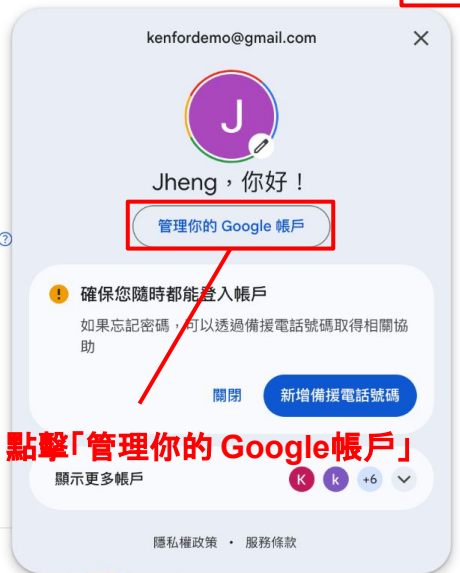 kenfordemo@gmail.com
J
Jheng，你好！
管理你的 Google 帳戶
確保您隨時都能登入帳戶
如果忘記密碼，可以透過備援電話號碼取得相關協
助
關閉
新增備援電話號碼
點擊「管理你的 Google帳戶」
顯示更多帳戶
K k +6
隱私權政策 • 服務條款